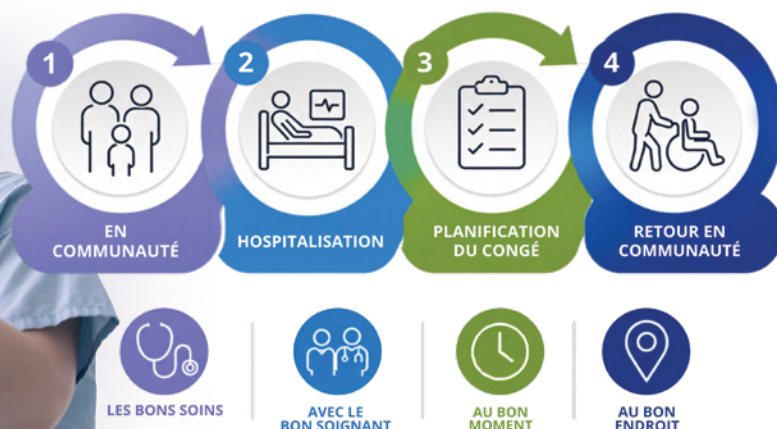 1
2
3
4
EN
COMMUNAUTÉ
HOSPITALISATION
PLANIFICATION
DU CONGÉ
RETOUR EN
COMMUNAUTÉ
LES BONS SOINS
AVEC LE
BON SOIGNANT
AU BON
MOMENT
AU BON
ENDROIT